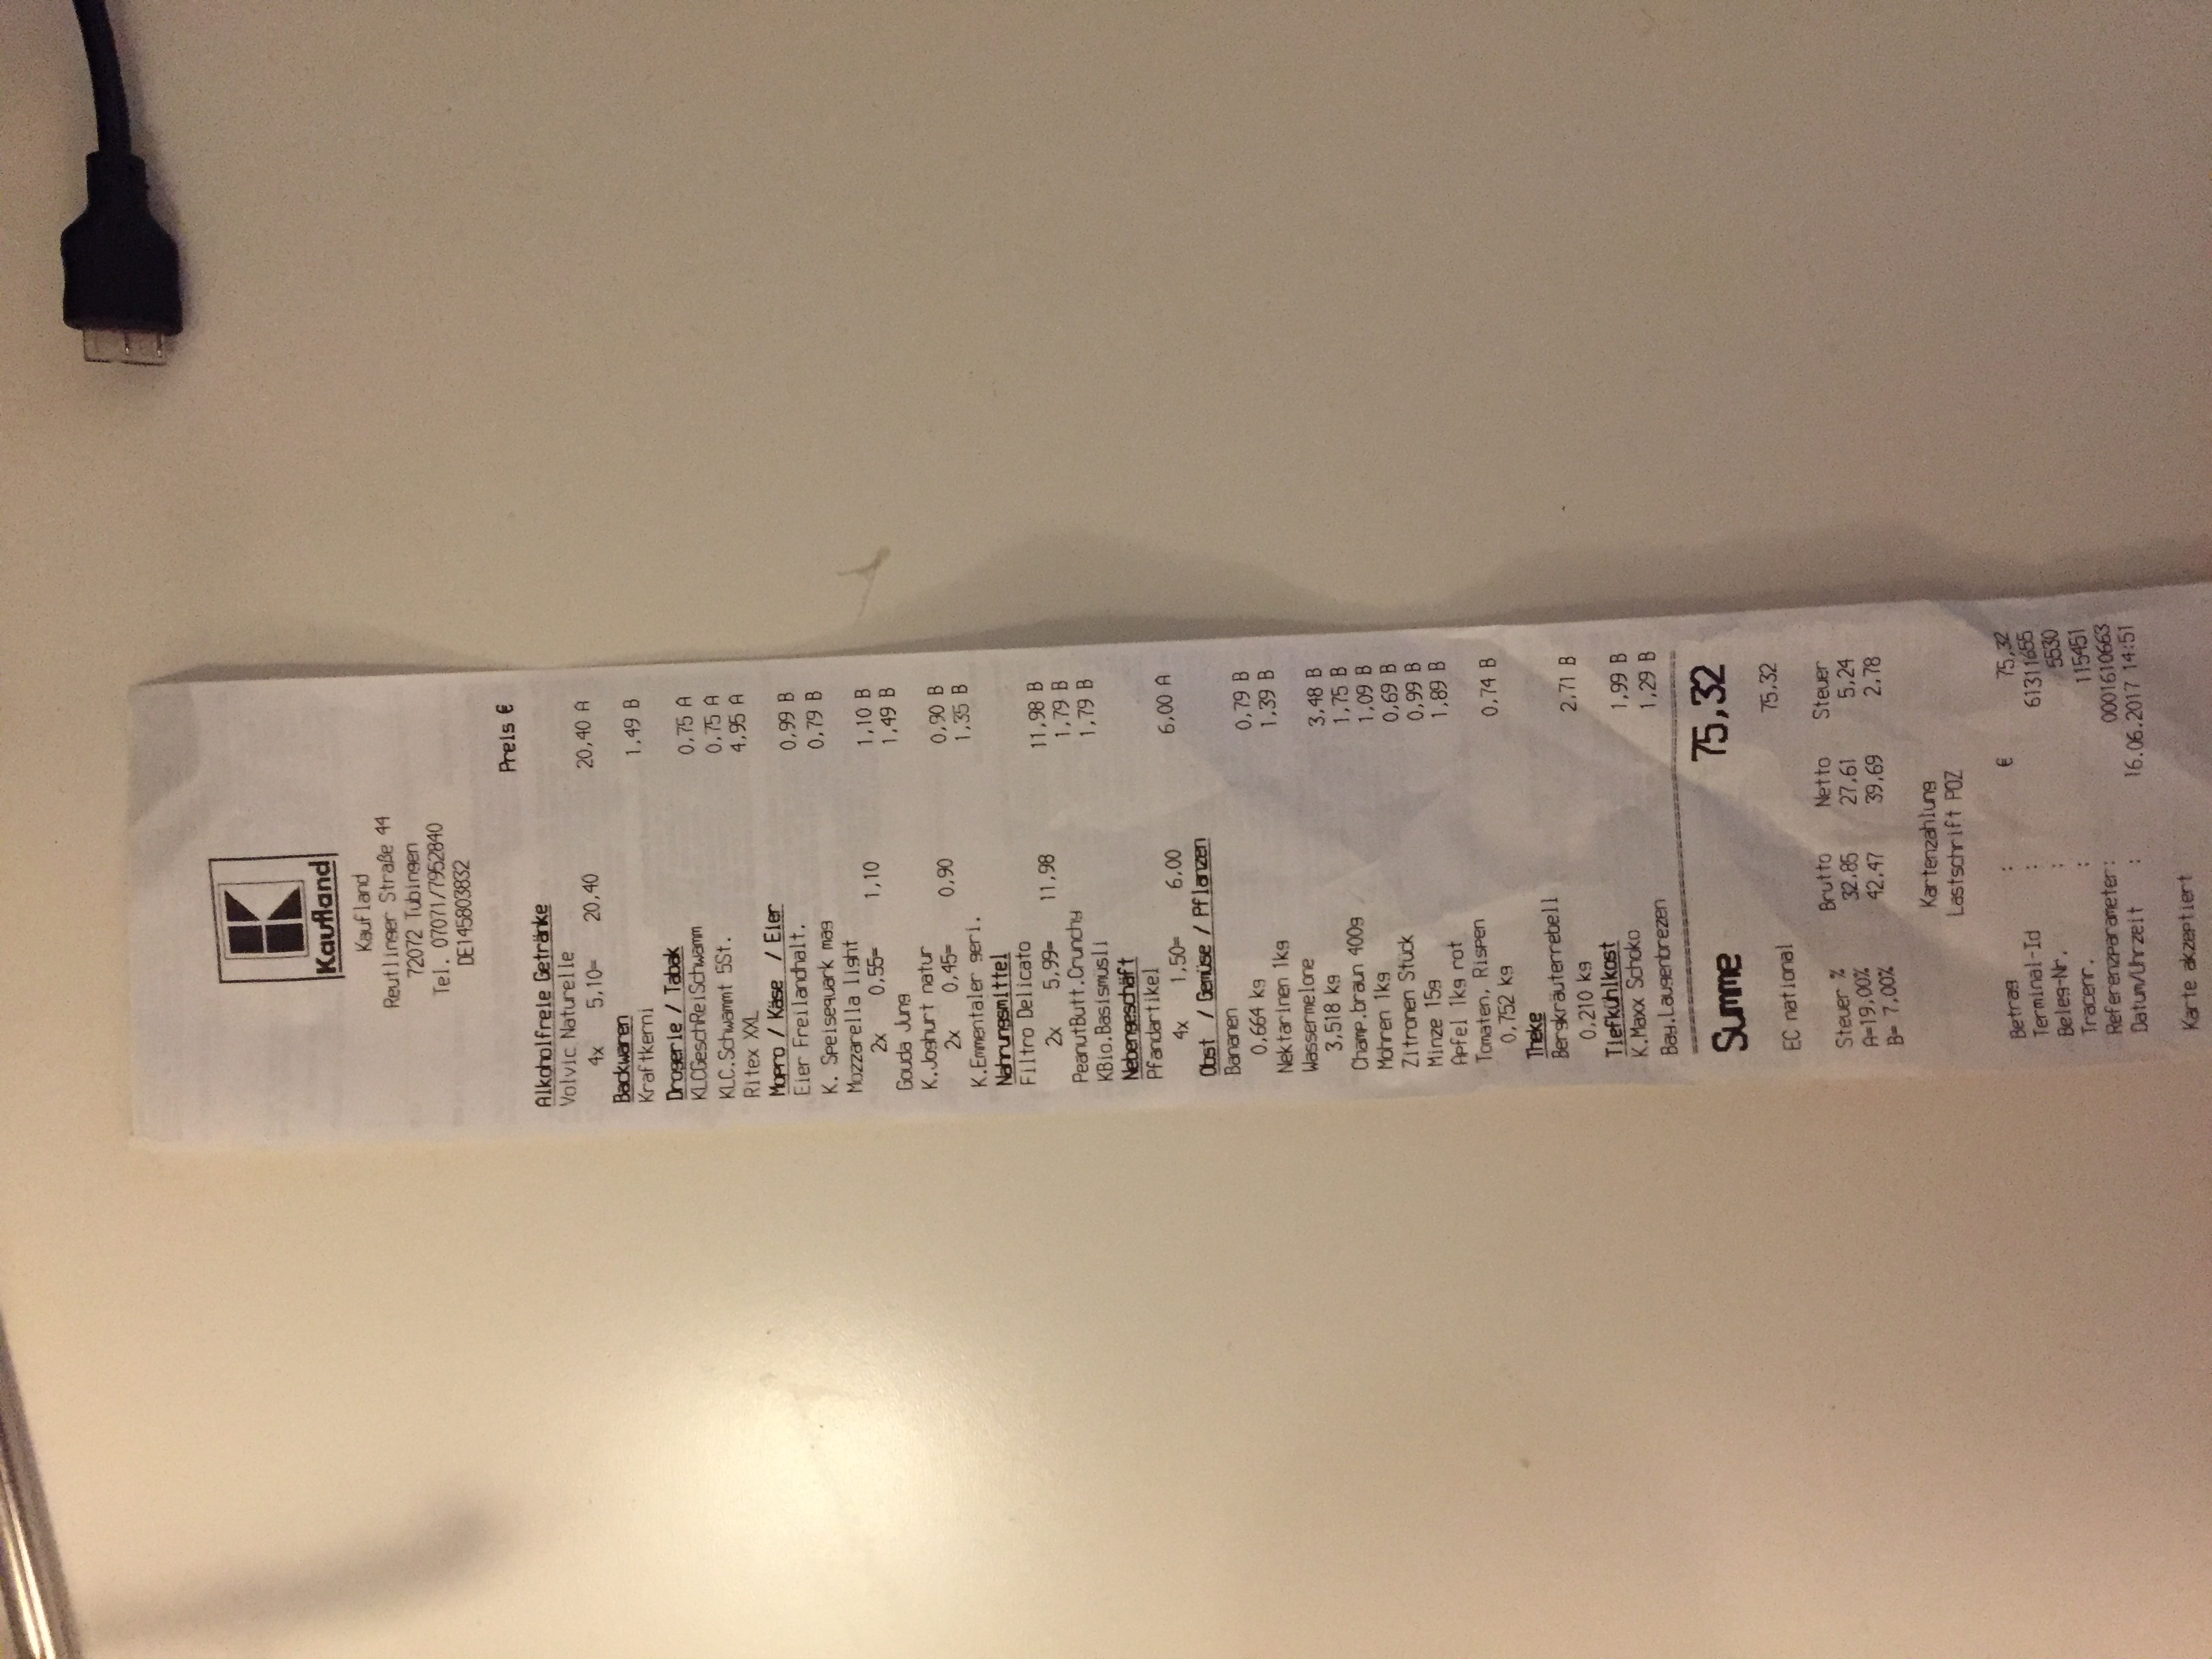 Kaufland
Kaufland
Reutlinger Straße 44
72072 Tübingen
Tel. 07071/7952840
DE145803832
Preis €
Alkoholfreie Getränke
Volvic Naturelle
4x 5,10= 20,40 20,40 A
Backwaren
Kraftkerni 1,49 B
Drogerie / Tabak
KLCGeschReiSchwamm 0,75 A
KLC.Schwammt 5St. 0,75 A
Ritex XXL 4,95 A
Mopro / Käse / Eier
Eier Freilandhalt. 0,99 B
K. Speisequark mag 0,79 B
Mozzarella light
2x 0,55= 1,10 1,10 B
Gouda Jung 1,49 B
K.Joghurt natur
2x 0,45= 0,90 0,90 B
K.Emmentaler geri. 1,35 B
Nahrungsmittel
Filtro Delicato
2x 5,99= 11,98 11,98 B
PeanutButt.Crunchy 1,79 B
KBio.Basismüsli 1,79 B
Nebengeschäft
Pfandartikel
4x 1,50= 6,00 6,00 A
Obst / Gemüse / Pflanzen
Bananen
0,664 kg 0,79 B
Nektarinen 1kg 1,39 B
Wassermelone
3,518 kg 3,48 B
Champ.braun 400g 1,75 B
Möhren 1kg 1,09 B
Zitronen Stück 0,69 B
Minze 15g 0,99 B
Apfel 1kg rot 1,89 B
Tomaten, Rispen
0,752 kg 0,74 B
Theke
Bergkräuterrebell
0,210 kg 2,71 B
Tiefkühlkost
K.Maxx Schoko 1,99 B
Bay.Laugenbrezen 1,29 B
Summe 75,32
EC national 75,32
Steuer % Brutto Netto Steuer
A=19,00% 32,85 27,61 5,24
B= 7,00% 42,47 39,69 2,78
Kartenzahlung
Lastschrift POZ
Betrag : € 75,32
Terminal-Id : 61311655
Beleg-Nr. : 5530
Tracenr. : 115451
Referenzparameter: 0001610663
Datum/Uhrzeit : 16.06.2017 14:51
Karte akzeptiert